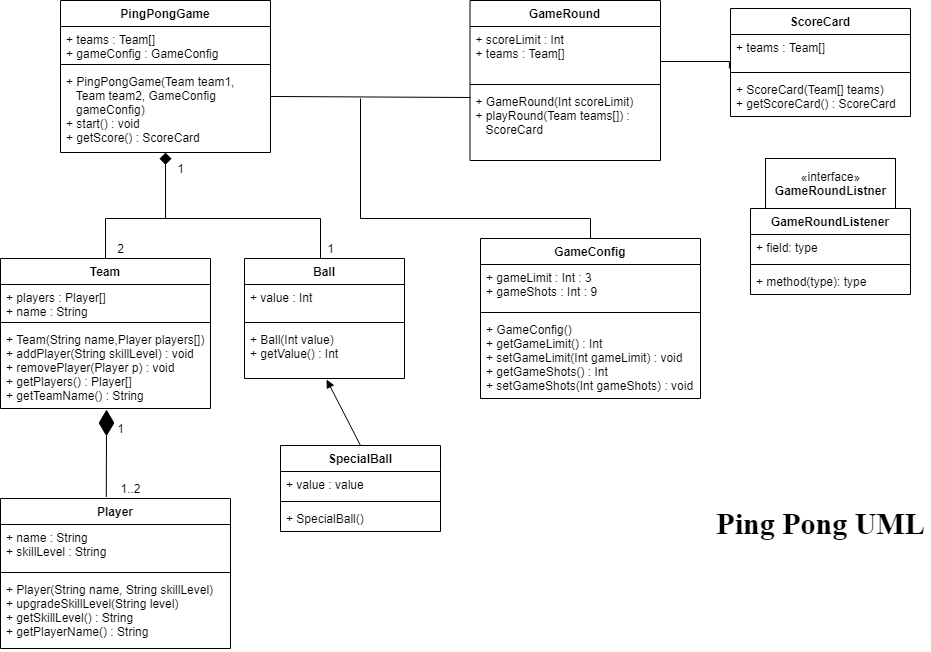 PingPongGame
+ teams : Team[]
+ gameConfig : GameConfig
+ PingPongGame(Team team1,
Team team2, GameConfig
gameConfig)
+ start() : void
+ getScore() : ScoreCard
GameRound
+ scoreLimit : Int
+ teams : Team[]
+ GameRound(Int scoreLimit)
+ playRound(Team teams[]) :
ScoreCard
ScoreCard
+ teams : Team[]
+ ScoreCard(Team[] teams)
+ getScoreCard() : ScoreCard
«interface»
GameRoundListner
GameRoundListener
+ field: type
+ method(type): type
1
2
1
Team
+ players : Player[]
+ name : String
+ Team(String name,Player players[])
+ addPlayer(String skillLevel) : void
+ removePlayer(Player p) : void
+ getPlayers() : Player[]
+ getTeamName() : String
Ball
+ value : Int
+ Ball(Int value)
+ getValue() : Int
GameConfig
+ gameLimit : Int : 3
+ gameShots : Int : 9
+ GameConfig()
+ getGameLimit() : Int
+ setGameLimit(Int gameLimit) : void
+ getGameShots() : Int
+ setGameShots(Int gameShots) : void
1
1..2
SpecialBall
+ value : value
+ SpecialBall()
Player
+ name : String
+ skillLevel : String
+ Player(String name, String skillLevel)
+ upgradeSkillLevel(String level)
+ getSkillLevel() : String
+ getPlayerName() : String
Ping Pong UML